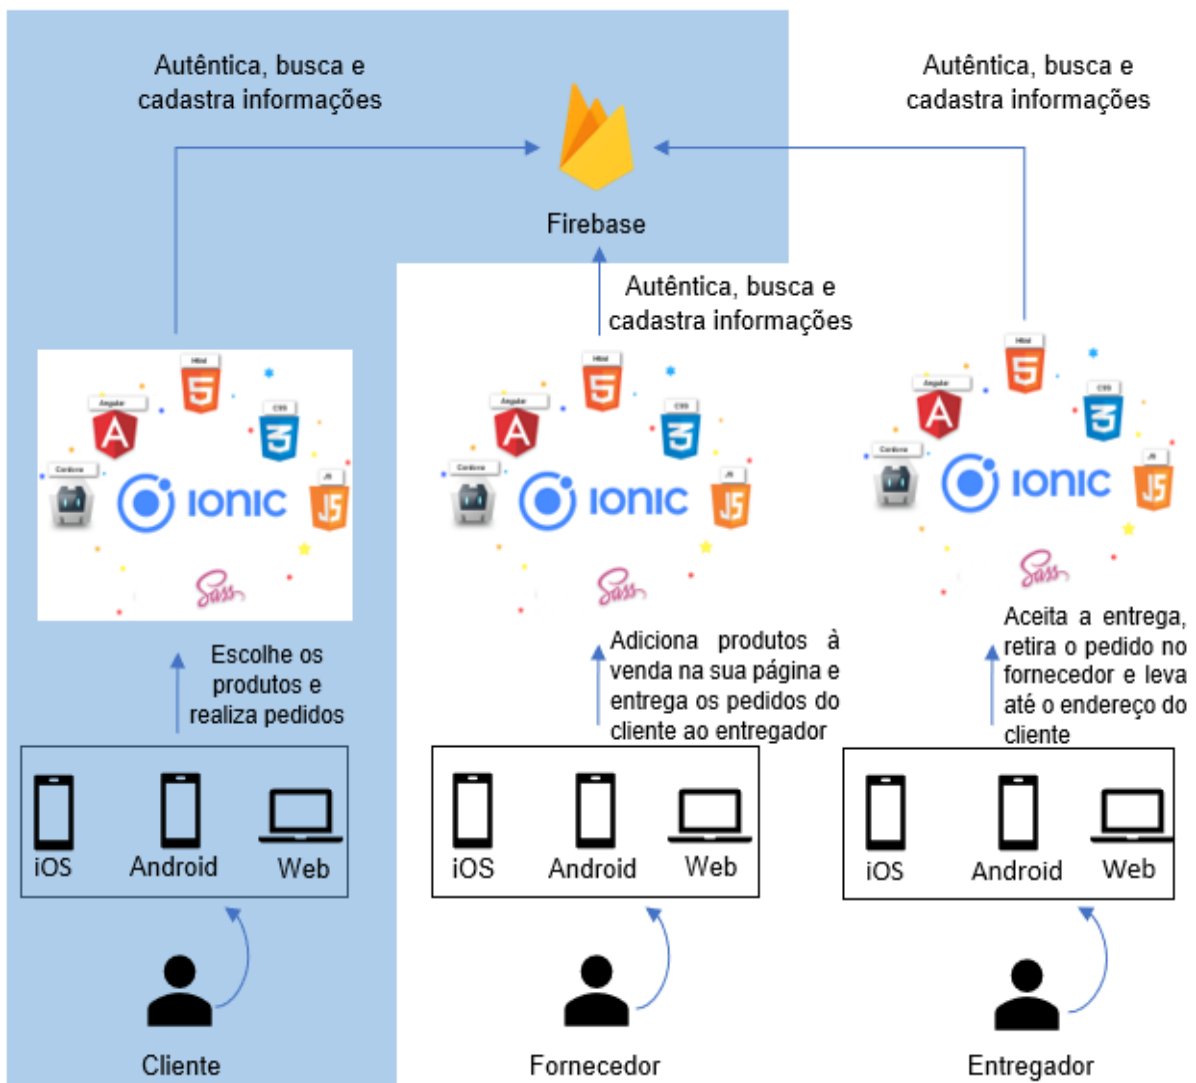 Autêntica, busca e
cadastra informações
Autêntica, busca e
cadastra informações
Firebase
Autêntica, busca e
cadastra informações
Html
Angular
CSS
Cordova
JS
IONIC
JS
Sass
Html
Angular
CSS
Cordova
JS
IONIC
JS
Sass
Html
Angular
CSS
Cordova
JS
IONIC
JS
Sass
Escolhe os
produtos e
realiza pedidos
Adiciona produtos à
venda na sua página e
entrega os pedidos do
cliente ao entregador
Aceita a entrega,
retira o pedido no
fornecedor e leva
até o endereço do
cliente
iOS
Android
Web
iOS
Android
Web
iOS
Android
Web
Cliente
Fornecedor
Entregador